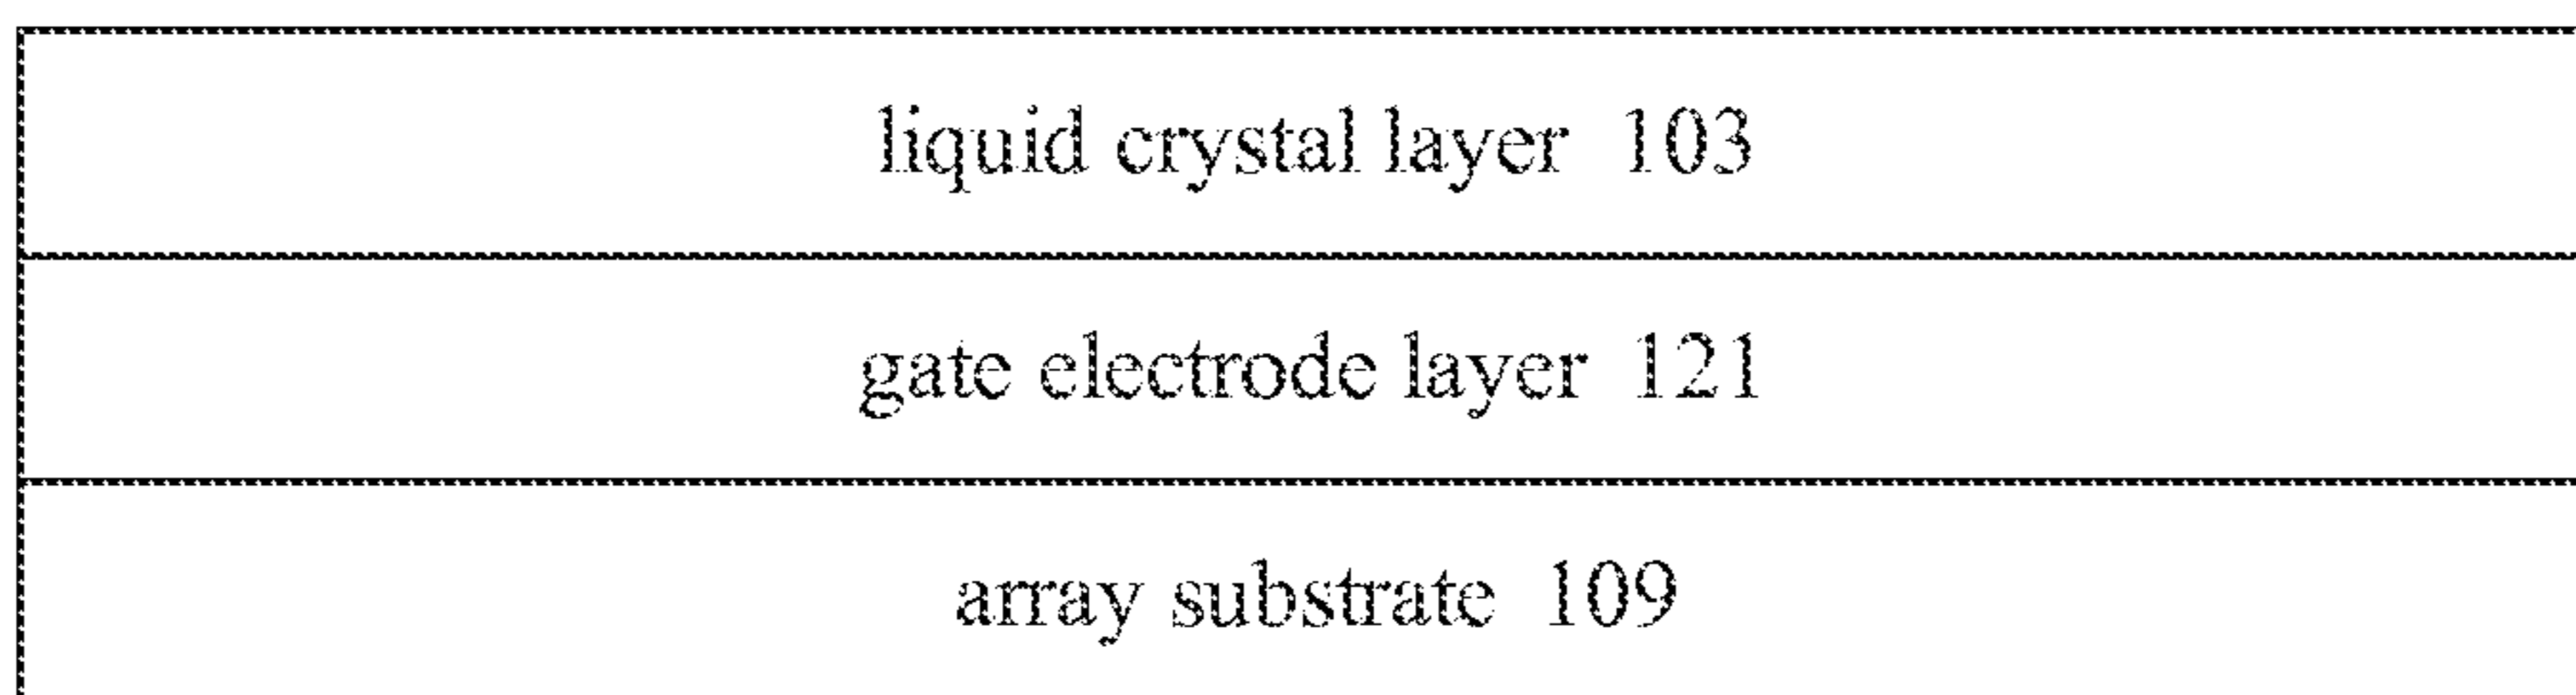 liquid crystal layer 103
gate electrode layer 121
array substrate 109